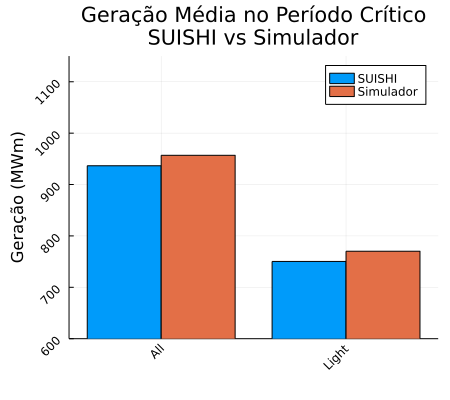 Geração Média no Período Crítico
SUISHI vs Simulador
SUISHI
Simulador
Geração (MWm)
1100
1000
900
800
700
600
All
Light